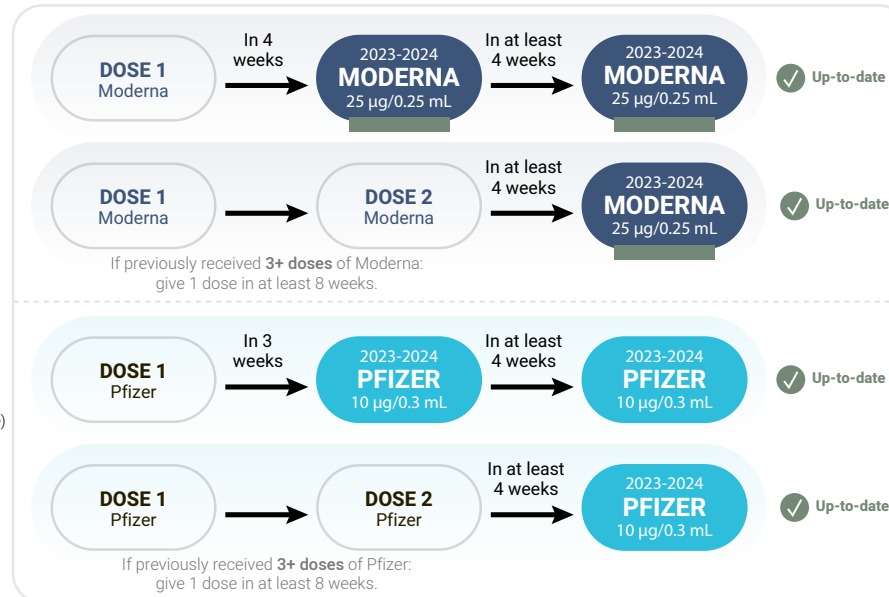 In 4
weeks
In at least
4 weeks
DOSE 1
Moderna
2023-2024
MODERNA
25 µg/0.25 mL
2023-2024
MODERNA
25 µg/0.25 mL
Up-to-date
In at least
4 weeks
DOSE 1
Moderna
DOSE 2
Moderna
2023-2024
MODERNA
25 µg/0.25 mL
Up-to-date
If previously received 3+ doses of Moderna:
give 1 dose in at least 8 weeks.
In 3
weeks
In at least
4 weeks
DOSE 1
Pfizer
2023-2024
PFIZER
10 µg/0.3 mL
2023-2024
PFIZER
10 µg/0.3 mL
Up-to-date
)
In at least
4 weeks
DOSE 1
Pfizer
DOSE 2
Pfizer
2023-2024
PFIZER
10 µg/0.3 mL
Up-to-date
If previously received 3+ doses of Pfizer:
give 1 dose in at least 8 weeks.